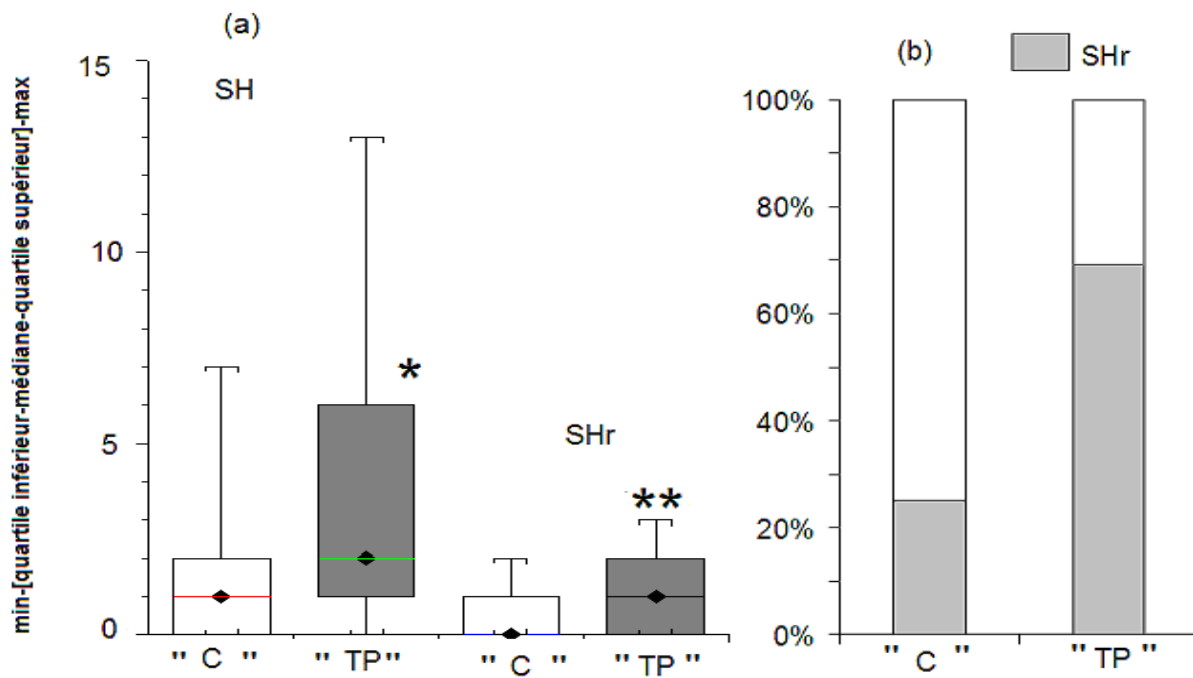 (a)
min-[quartile inférieur-médiane-quartile supérieur]-max
15
10
5
0
SH
*
SHr
**
" C " " TP" " C " " TP "
(b)
SHr
100%
80%
60%
40%
20%
0%
" C " " TP "